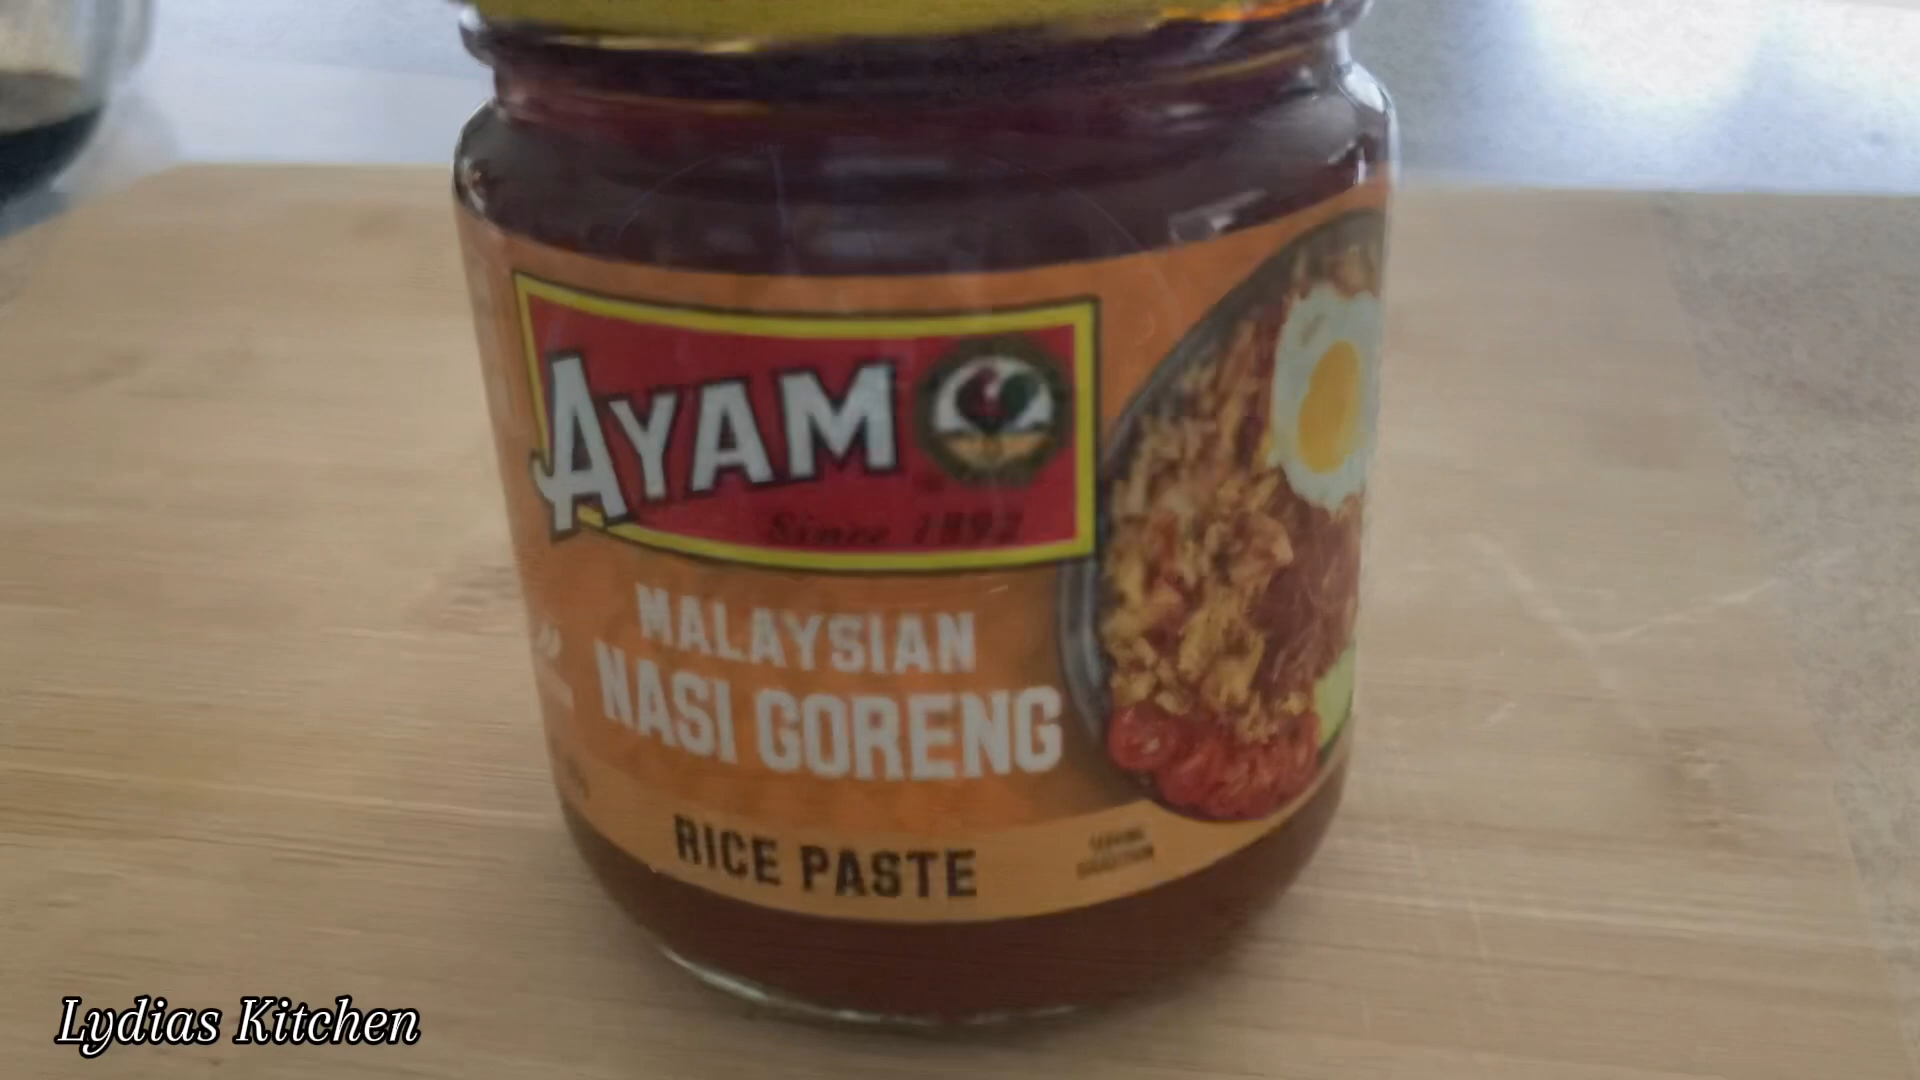 AYAM
Since 1892
MALAYSIAN
NASI GORENG
RICE PASTE
Lydias Kitchen